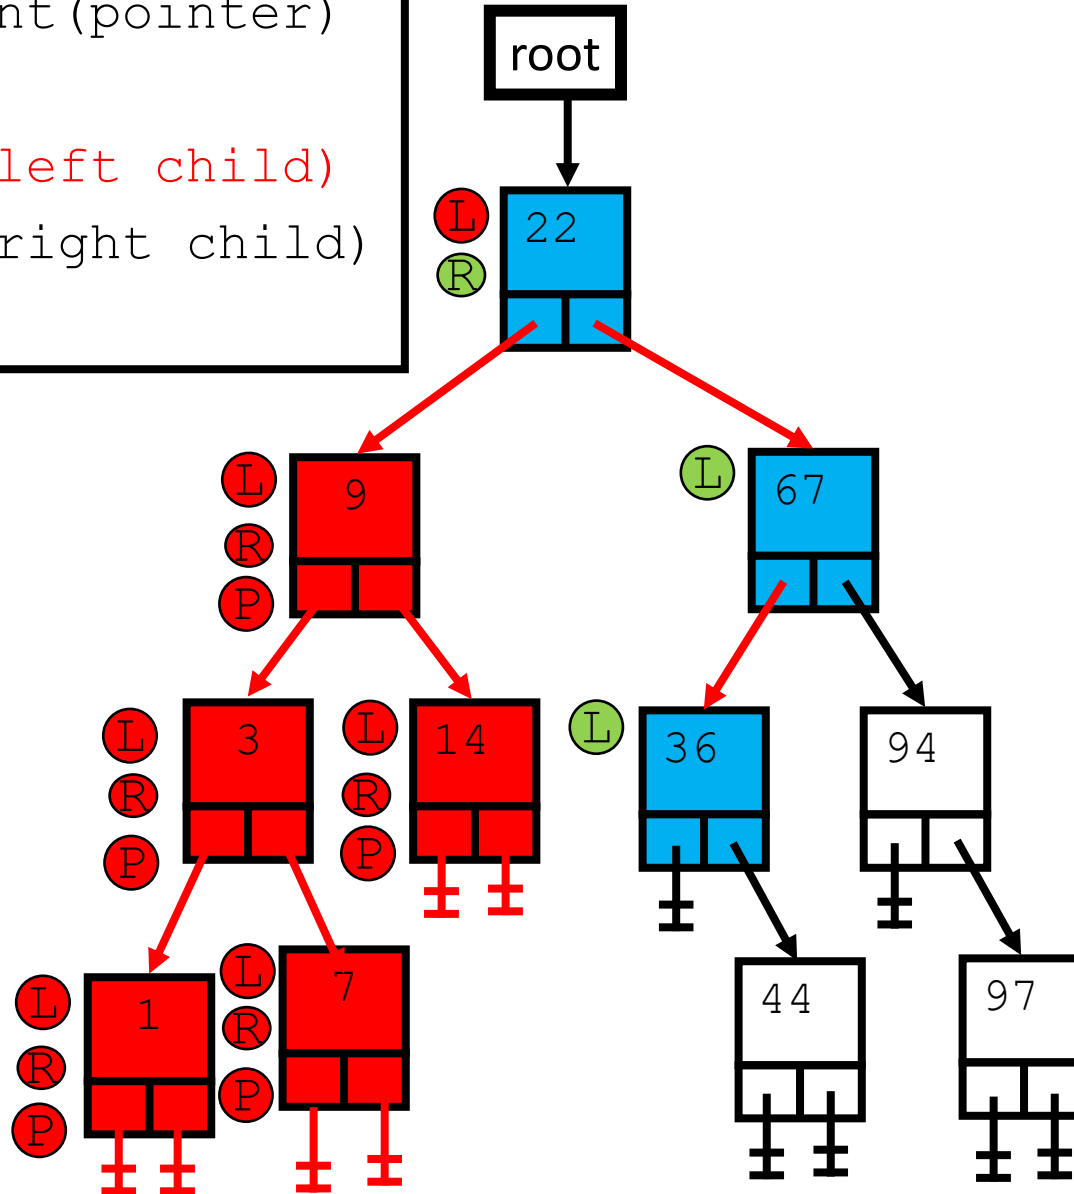 nt(pointer)
left child)
right child)
root
L
22
R
L
9
R
P
L
67
L
3
R
P
L
14
R
P
L
36
94
L
1
R
P
L
7
R
P
44
97